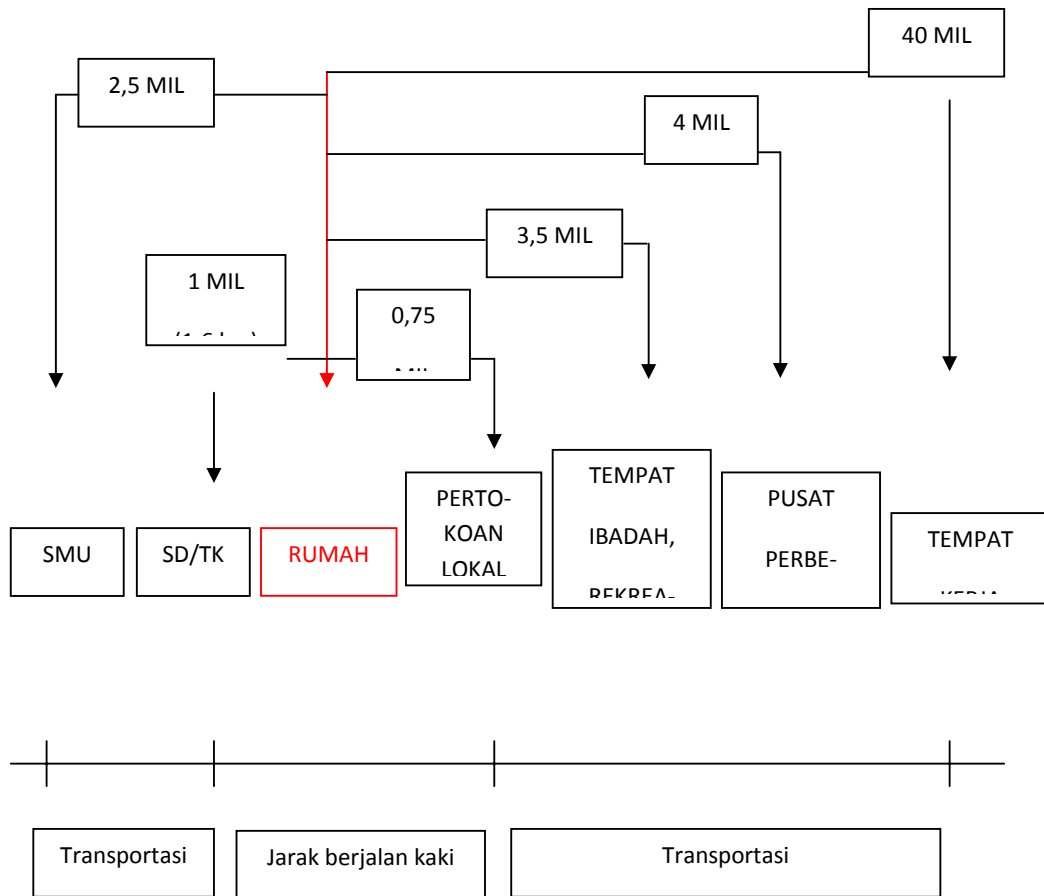 40 MIL
2,5 MIL
4 MIL
3,5 MIL
1 MIL
0,75
PERTO-
KOAN
LOKAL
TEMPAT
IBADAH,
REKREA-
PUSAT
PERBE-
SMU
SD/TK
RUMAH
TEMPAT
Transportasi
Jarak berjalan kaki
Transportasi